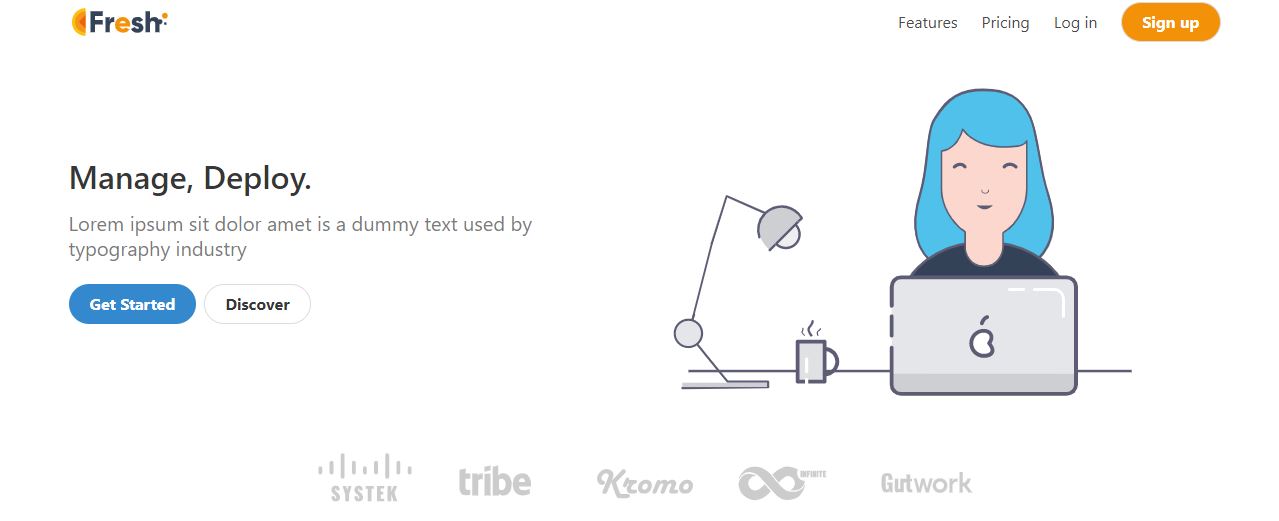 Fresh
Features Pricing Log in Sign up
Manage, Deploy.
Lorem ipsum sit dolor amet is a dummy text used by
typography industry
Get Started Discover
SYSTEK tribe Kromo INFINITE Gutwork